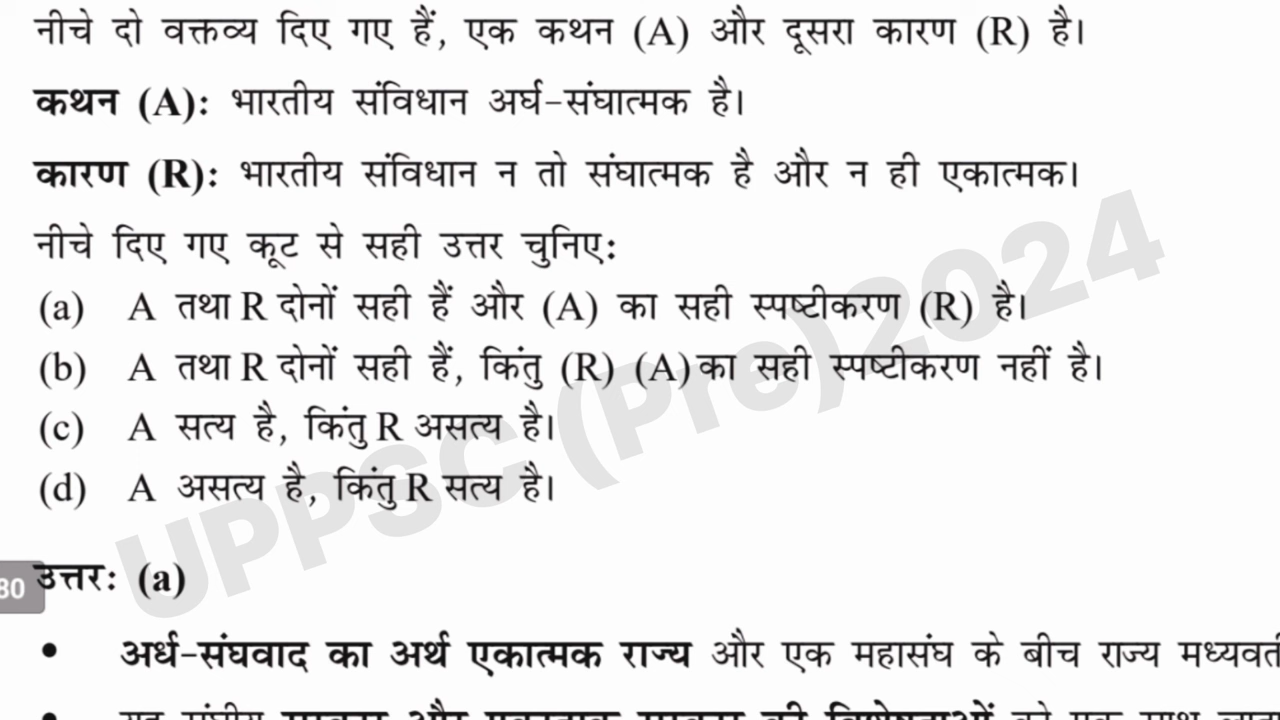 नीचे दो वक्तव्य दिए गए हैं, एक कथन (A) और दूसरा कारण (R) है।
कथन (A): भारतीय संविधान अर्घ-संघात्मक है।
कारण (R): भारतीय संविधान न तो संघात्मक है और न ही एकात्मक।
नीचे दिए गए कूट से सही उत्तर चुनिए:
(a) A तथा R दोनों सही हैं और (A) का सही स्पष्टीकरण (R) है।
(b) A तथा R दोनों सही हैं, किंतु (R) (A) का सही स्पष्टीकरण नहीं है।
(c) A सत्य है, किंतु R असत्य है।
(d) A असत्य है, किंतु R सत्य है।
UPPSC (Pre) 2024
80
उत्तर: (a)
• अर्ध-संघवाद का अर्थ एकात्मक राज्य और एक महासंघ के बीच राज्य मध्यवर्ती